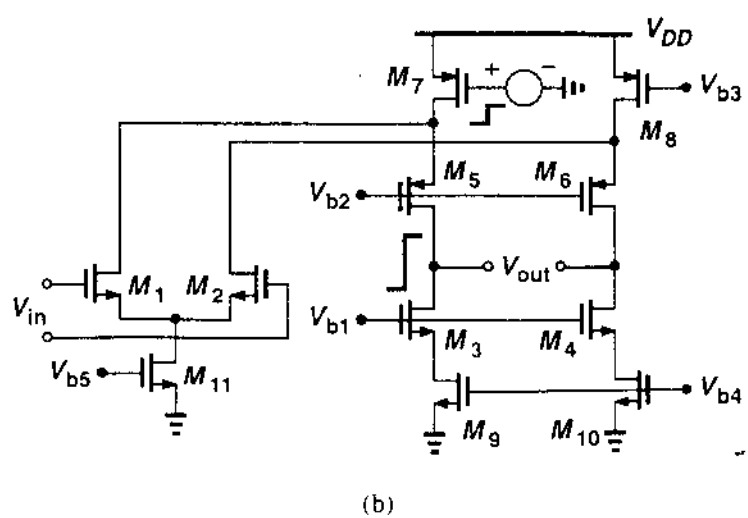 V_DD
M_7
+
−
V_b3
M_8
M_5
M_6
V_b2
M_1
M_2
V_out
V_in
V_b1
M_3
M_4
V_b5
M_11
M_9
M_10
V_b4
(b)